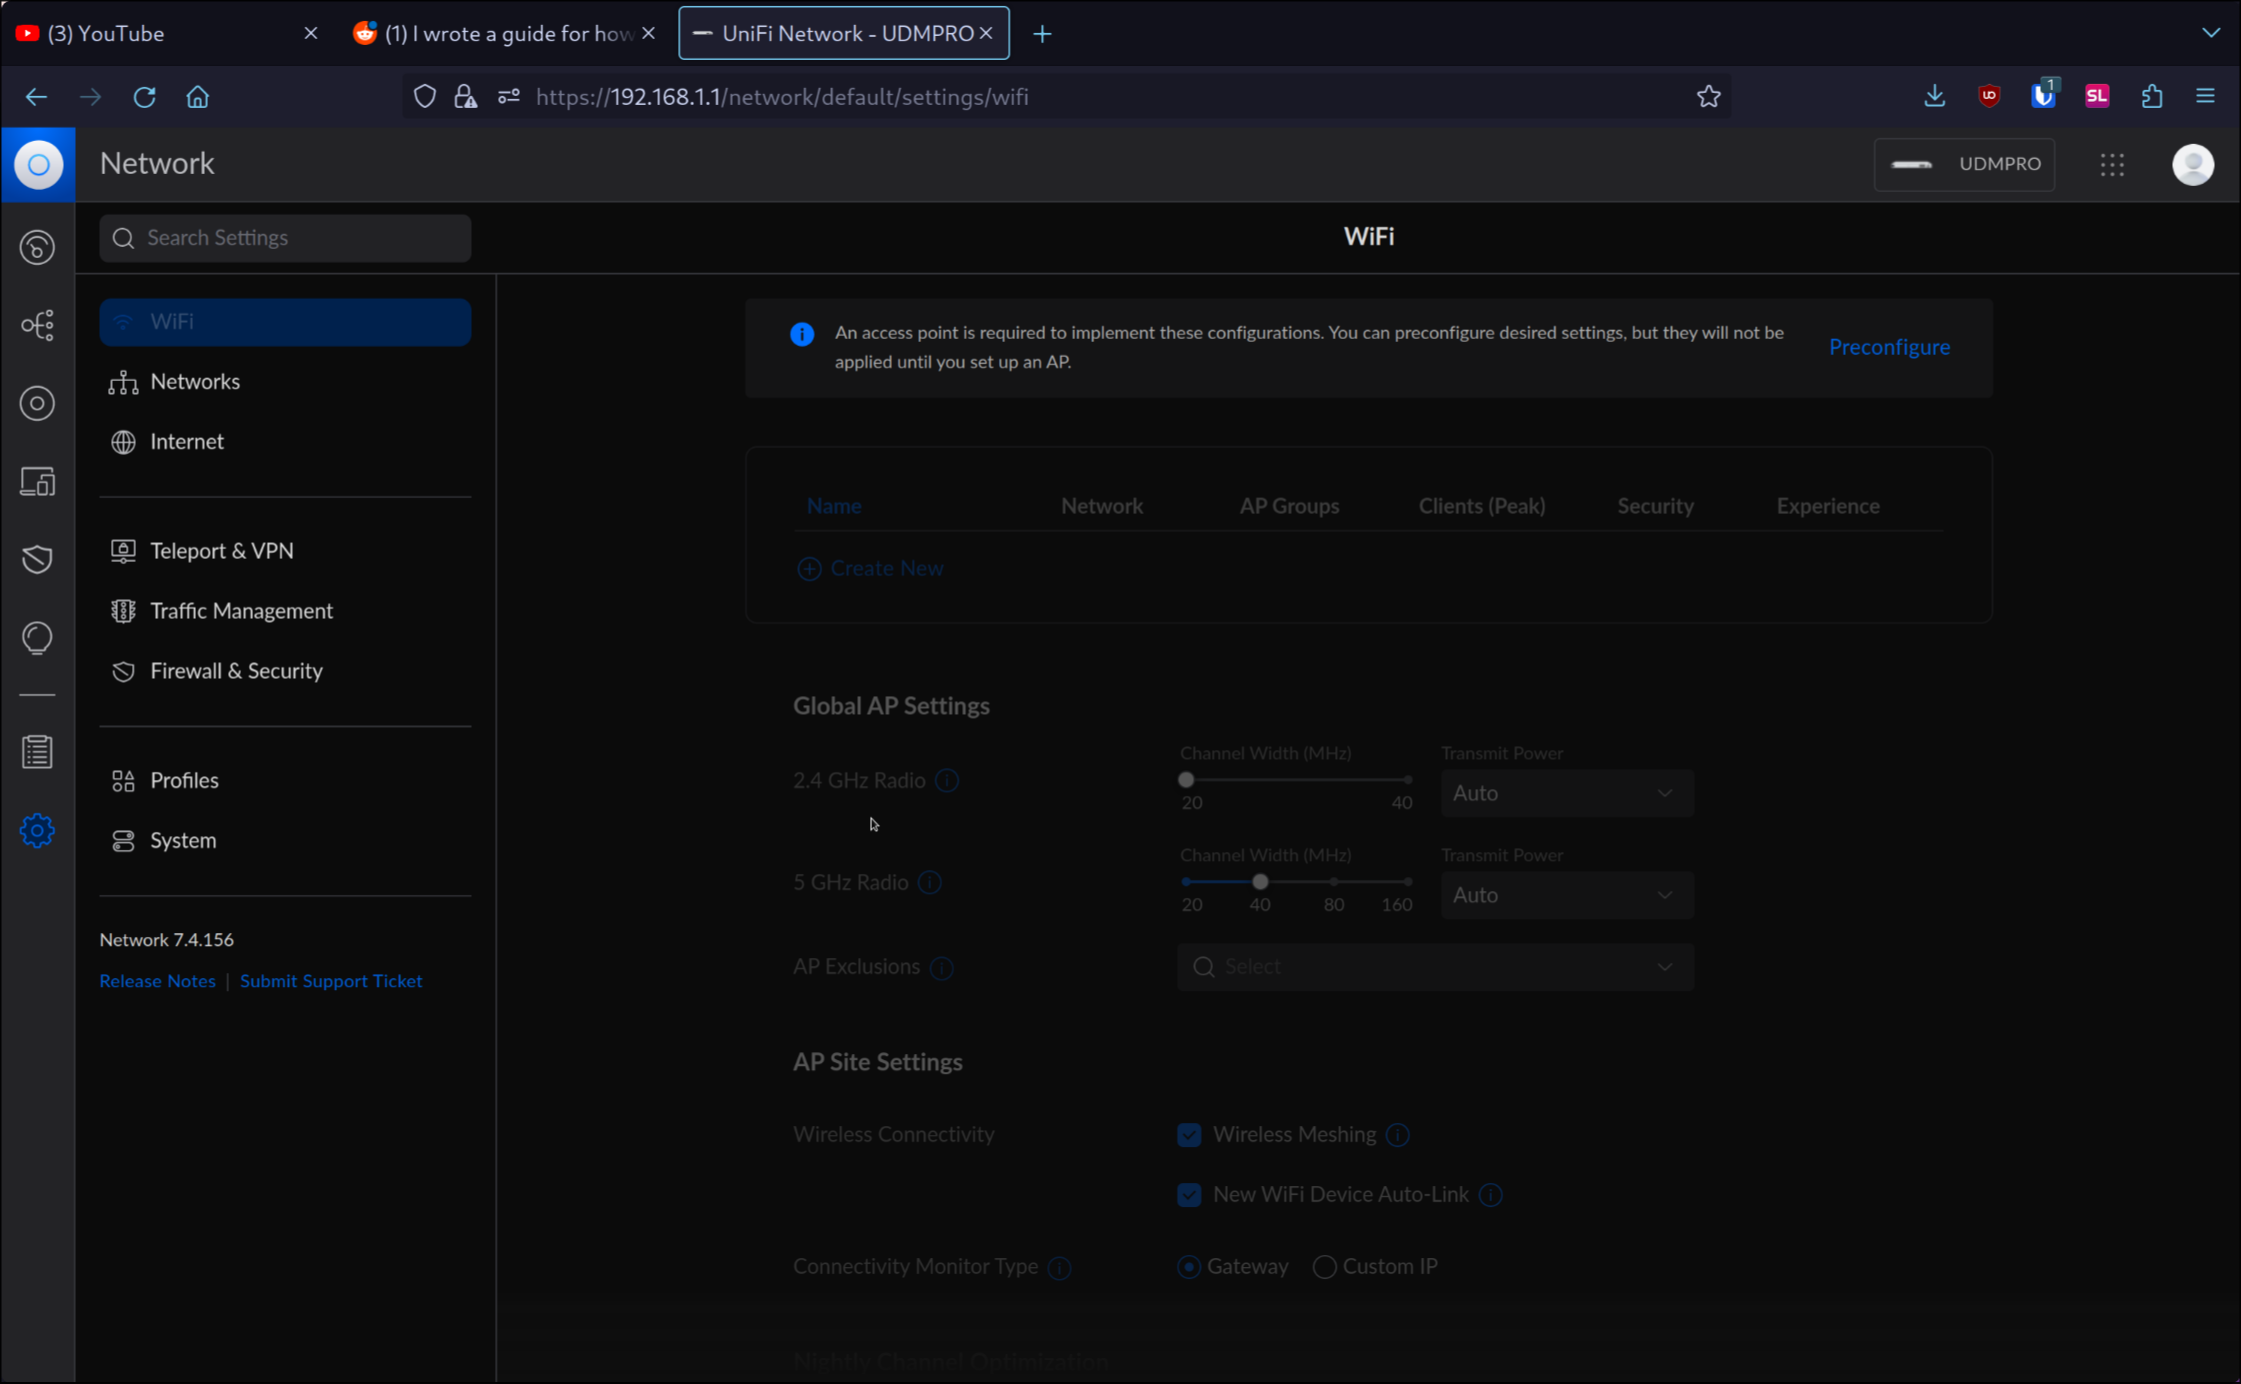 (3) YouTube
(1) I wrote a guide for how
UniFi Network - UDMPRO
https://192.168.1.1/network/default/settings/wifi
1
SL
Network
UDMPRO
Search Settings
WiFi
WiFi
Networks
Internet
Teleport & VPN
Traffic Management
Firewall & Security
Profiles
System
Network 7.4.156
Release Notes | Submit Support Ticket
An access point is required to implement these configurations. You can preconfigure desired settings, but they will not be
applied until you set up an AP.
Preconfigure
Name Network AP Groups Clients (Peak) Security Experience
Create New
Global AP Settings
Channel Width (MHz) Transmit Power
2.4 GHz Radio
Auto
20 40
Channel Width (MHz) Transmit Power
5 GHz Radio
Auto
20 40 80 160
AP Exclusions
Select
AP Site Settings
Wireless Connectivity
Wireless Meshing
New WiFi Device Auto-Link
Connectivity Monitor Type
Gateway Custom IP
Nightly Channel Optimization